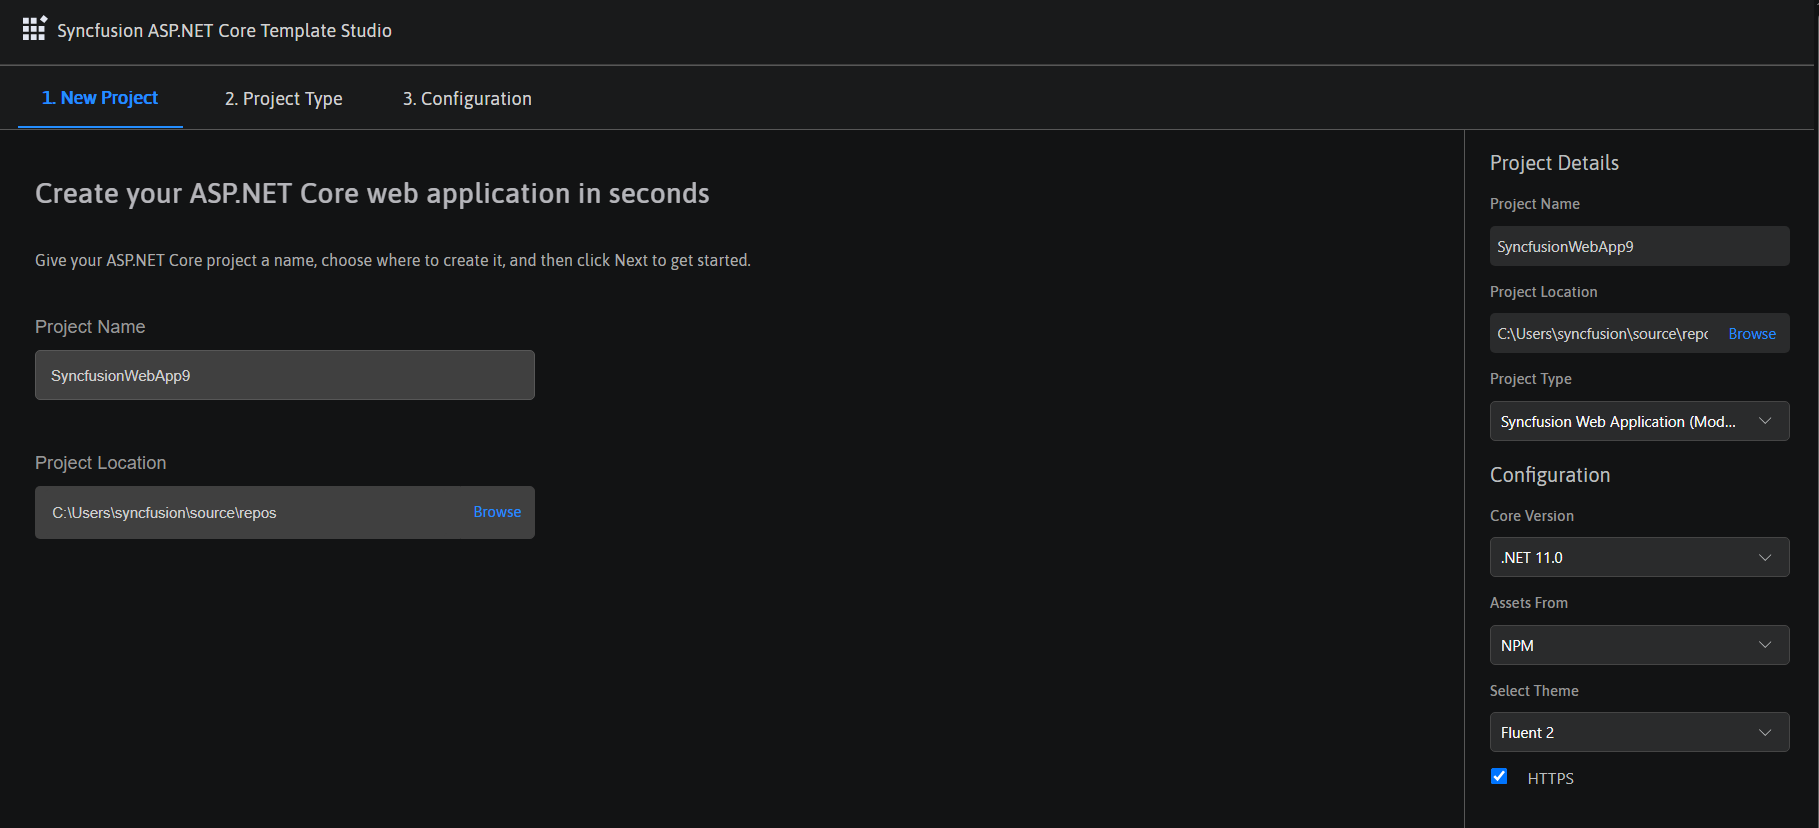 Syncfusion ASP.NET Core Template Studio
1. New Project
2. Project Type
3. Configuration
Create your ASP.NET Core web application in seconds
Give your ASP.NET Core project a name, choose where to create it, and then click Next to get started.
Project Name
SyncfusionWebApp9
Project Location
C:\Users\syncfusion\source\repos
Browse
Project Details
Project Name
SyncfusionWebApp9
Project Location
C:\Users\syncfusion\source\repo
Browse
Project Type
Syncfusion Web Application (Mod...
Configuration
Core Version
.NET 11.0
Assets From
NPM
Select Theme
Fluent 2
HTTPS